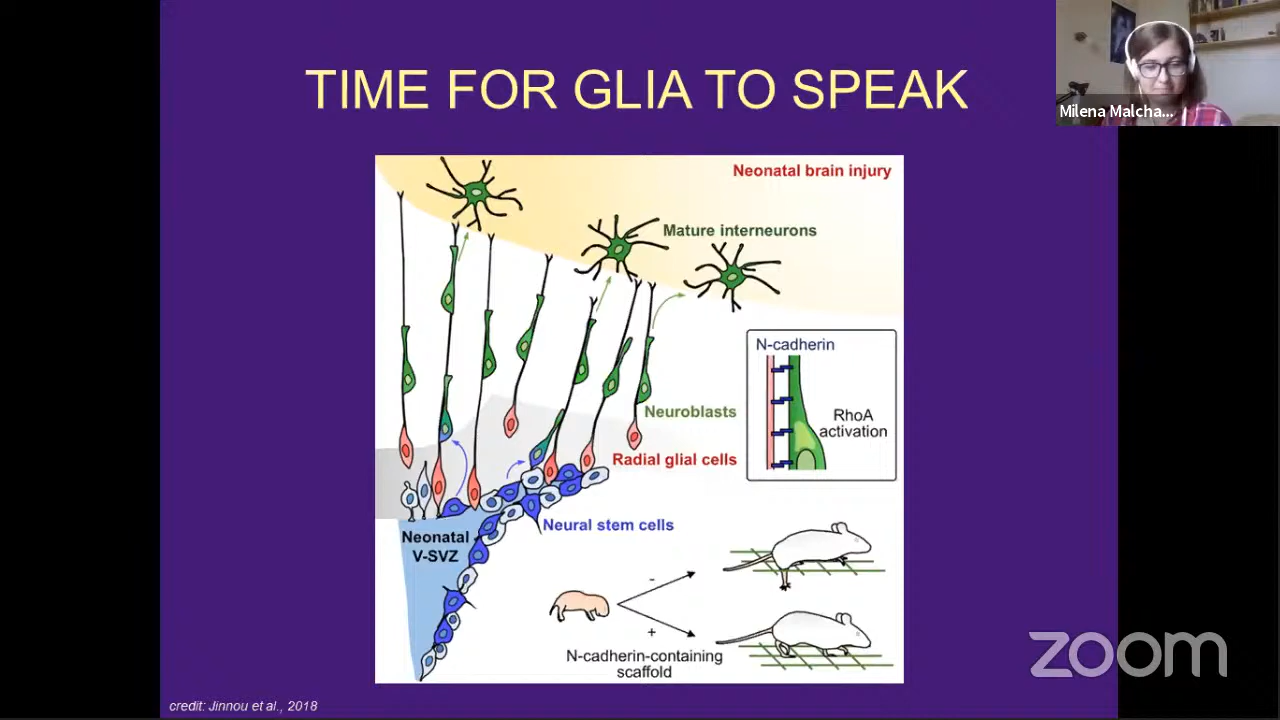 TIME FOR GLIA TO SPEAK
Milena Malcha...
Neonatal brain injury
Mature interneurons
N-cadherin
RhoA
activation
Neuroblasts
Radial glial cells
Neural stem cells
Neonatal
V-SVZ
-
+
N-cadherin-containing
scaffold
zoom
credit: Jinnou et al., 2018